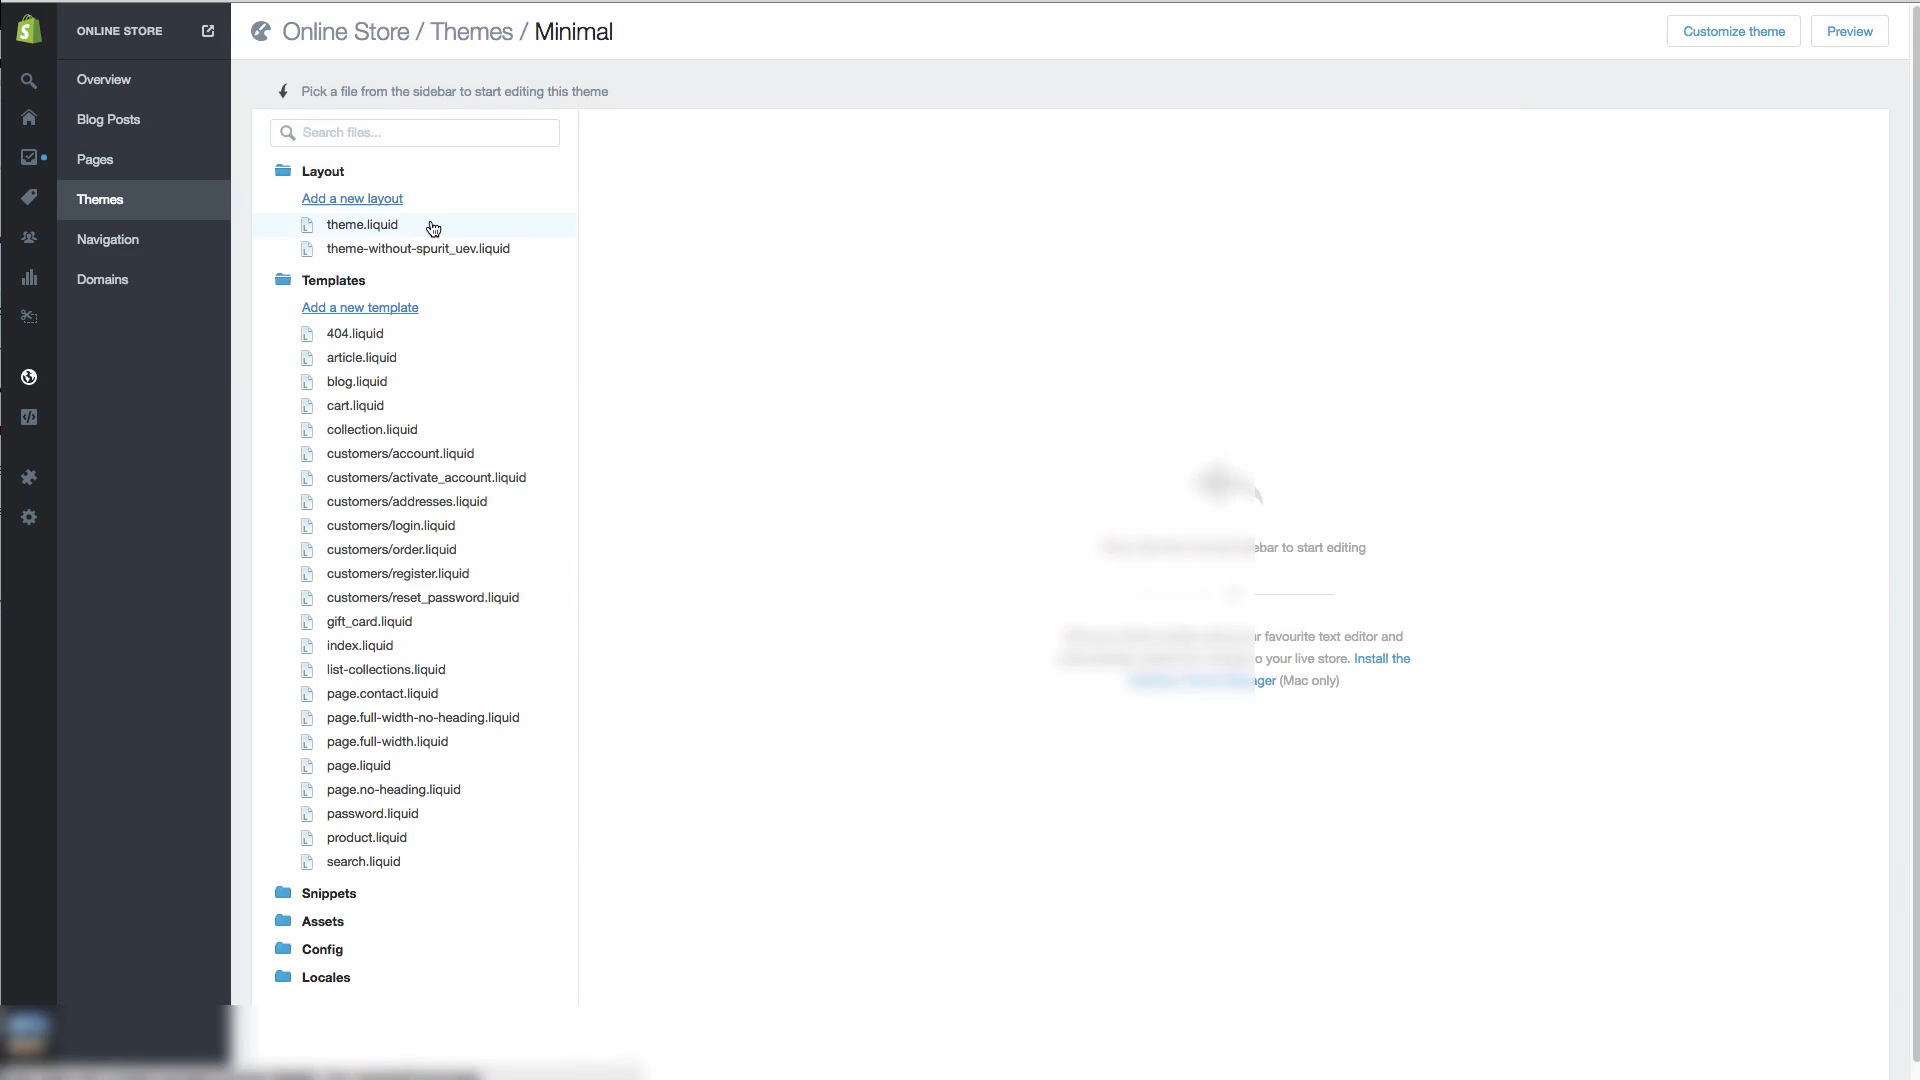 ONLINE STORE
Online Store / Themes / Minimal
Customize theme
Preview
Overview
Blog Posts
Pages
Themes
Navigation
Domains
Pick a file from the sidebar to start editing this theme
Search files...
Layout
Add a new layout
theme.liquid
theme-without-spurit_uev.liquid
Templates
Add a new template
404.liquid
article.liquid
blog.liquid
cart.liquid
collection.liquid
customers/account.liquid
customers/activate_account.liquid
customers/addresses.liquid
customers/login.liquid
customers/order.liquid
customers/register.liquid
customers/reset_password.liquid
gift_card.liquid
index.liquid
list-collections.liquid
page.contact.liquid
page.full-width-no-heading.liquid
page.full-width.liquid
page.liquid
page.no-heading.liquid
password.liquid
product.liquid
search.liquid
Snippets
Assets
Config
Locales
to start editing
favourite text editor and
your live store. Install the
(Mac only)